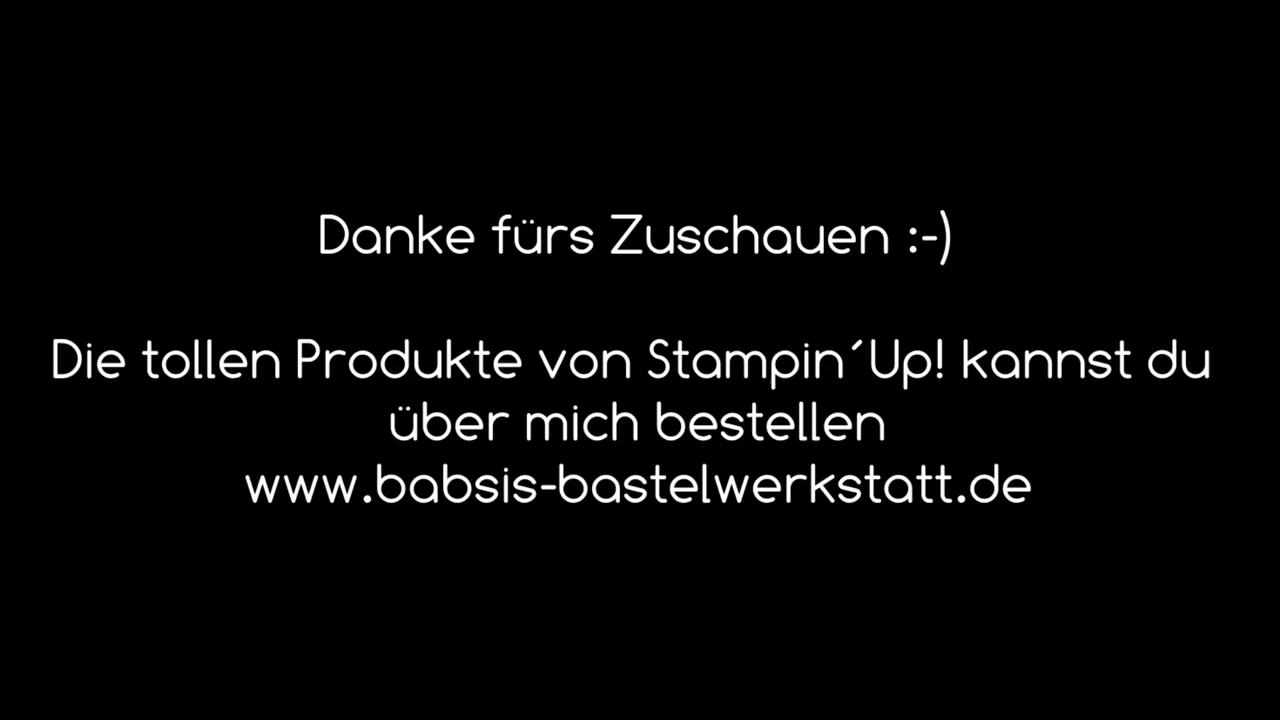 Danke fürs Zuschauen :-)
Die tollen Produkte von Stampin´Up! kannst du
über mich bestellen
www.babsis-bastelwerkstatt.de